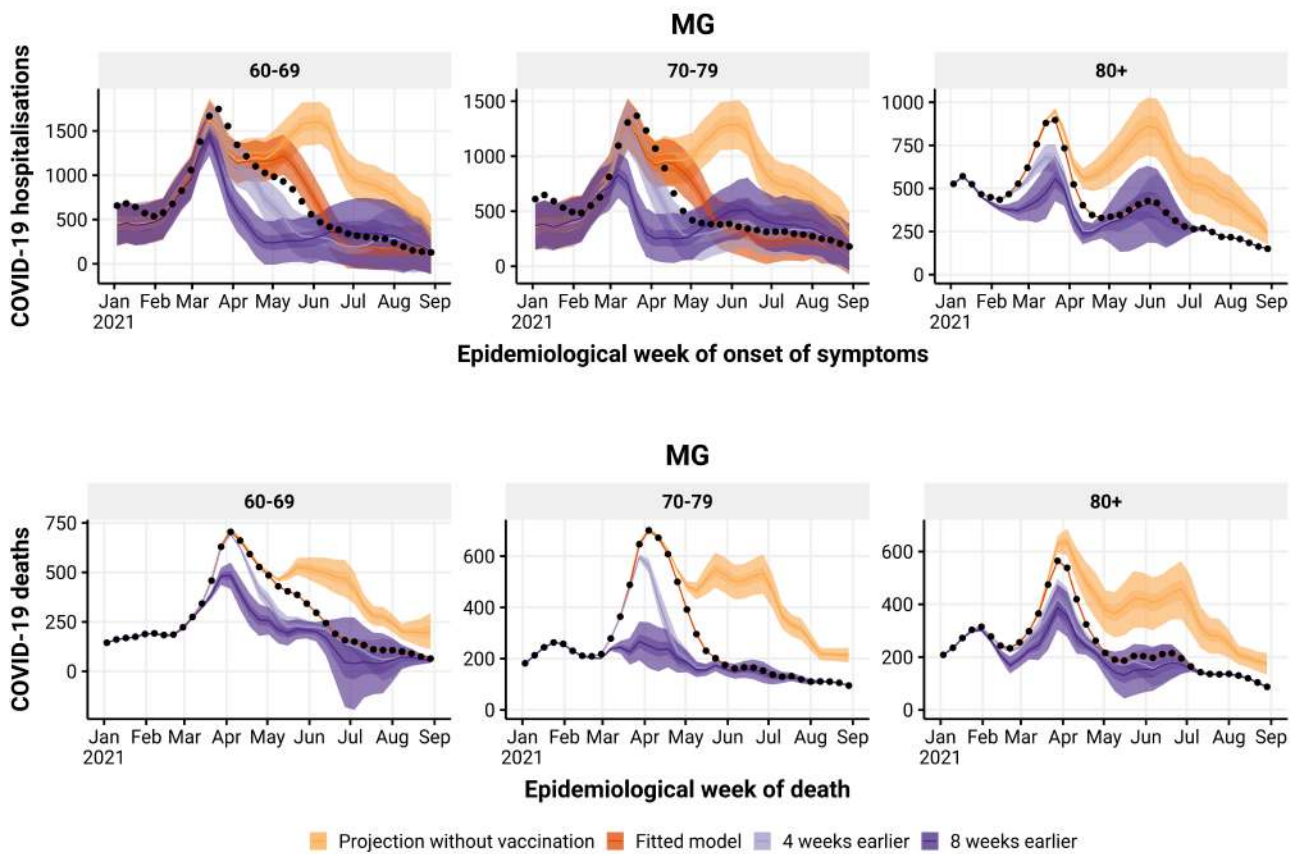 MG
60-69
70-79
80+
COVID-19 hospitalisations
1500
1000
500
0
1500
1000
500
0
1000
750
500
250
0
Jan Feb Mar Apr May Jun Jul Aug Sep
2021
Jan Feb Mar Apr May Jun Jul Aug Sep
2021
Jan Feb Mar Apr May Jun Jul Aug Sep
2021
Epidemiological week of onset of symptoms
MG
60-69
70-79
80+
COVID-19 deaths
750
500
250
0
600
400
200
0
600
400
200
0
Jan Feb Mar Apr May Jun Jul Aug Sep
2021
Jan Feb Mar Apr May Jun Jul Aug Sep
2021
Jan Feb Mar Apr May Jun Jul Aug Sep
2021
Epidemiological week of death
Projection without vaccination Fitted model 4 weeks earlier 8 weeks earlier